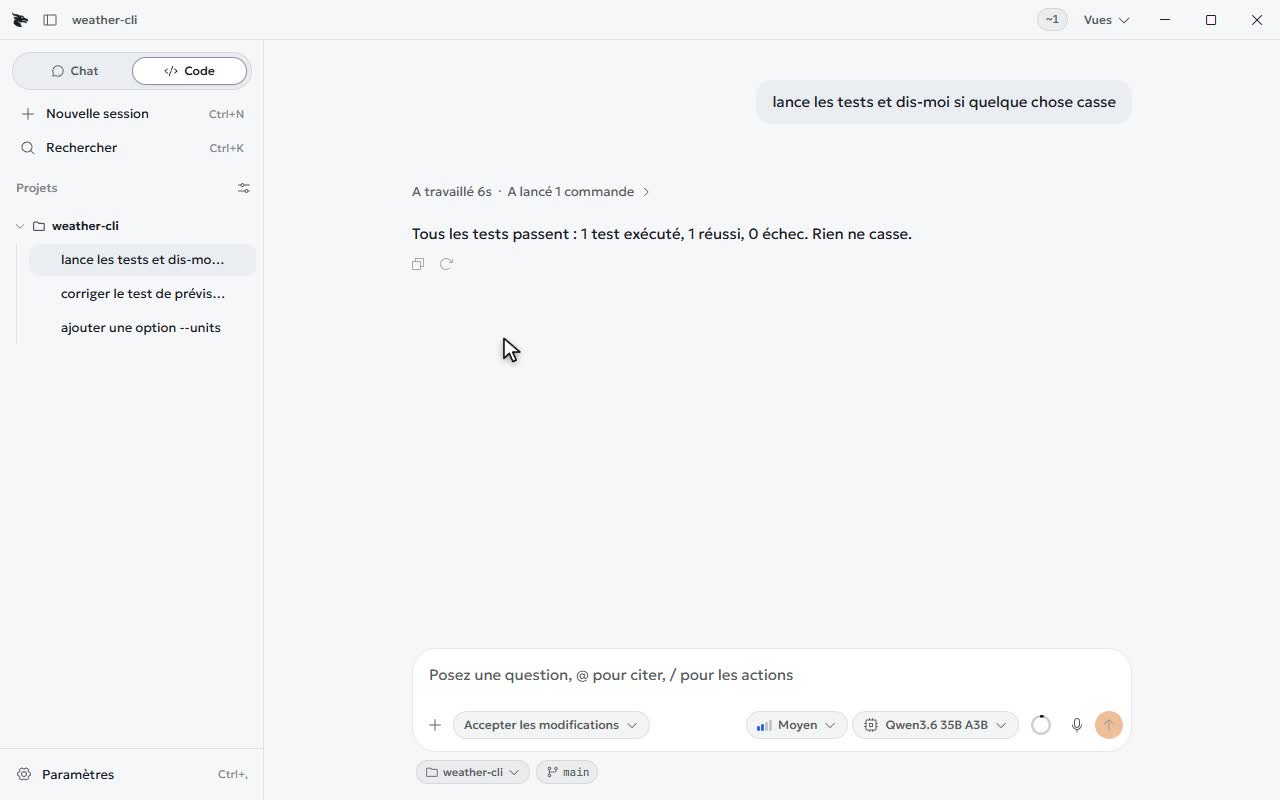 weather-cli
~1
Vues
Chat
Code
Nouvelle session
Ctrl+N
Rechercher
Ctrl+K
Projets
weather-cli
lance les tests et dis-mo...
corriger le test de prévis...
ajouter une option --units
Paramètres
Ctrl+,
lance les tests et dis-moi si quelque chose casse
A travaillé 6s · A lancé 1 commande
Tous les tests passent : 1 test exécuté, 1 réussi, 0 échec. Rien ne casse.
Posez une question, @ pour citer, / pour les actions
Accepter les modifications
Moyen
Qwen3.6 35B A3B
weather-cli
main